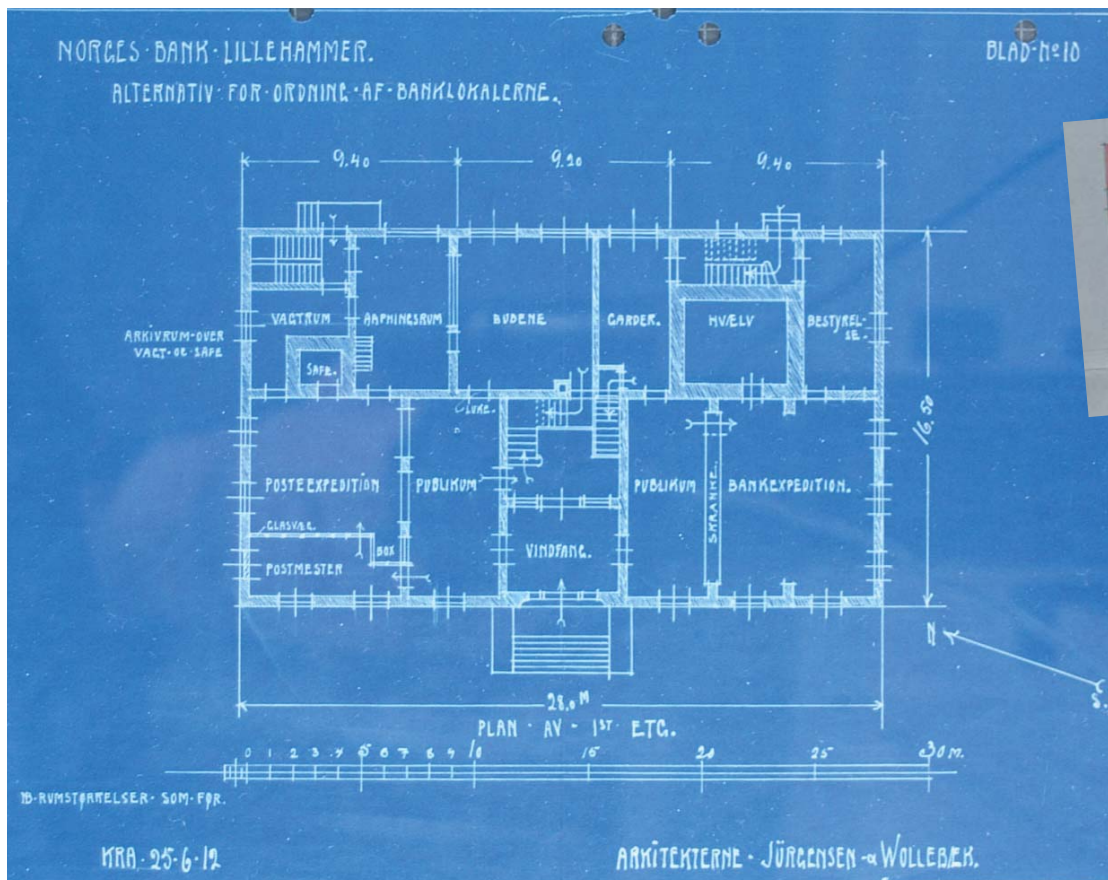 NORGES · BANK · LILLEHAMMER.
BLAD · No 10
ALTERNATIV · FOR · ORDNING · AF · BANKLOKALERNE.
9.40
9.20
9.40
VAGTRUM
AAPNINGSRUM
BUDENE
GARDER.
HVÆLV
BESTYREL-
SE.
ARKIVRUM · OVER
VAGT · OG · SAFE
SAFE.
LUKE.
16.50
POSTEEXPEDITION
PUBLIKUM
PUBLIKUM
SKRANKE.
BANKEXPEDITION.
GLASVÆG.
BOX
VINDFANG.
POSTMESTER
N
S.
28.0 M
PLAN · AV · 1ST · ETG.
0 1 2 3 4 5 6 7 8 9 10 15 20 25 30 M.
NB · RUMSTØRRELSER · SOM · FØR.
KRA · 25 · 6 · 12
ARKITEKTERNE · JÜRGENSEN · & WOLLEBÆK.